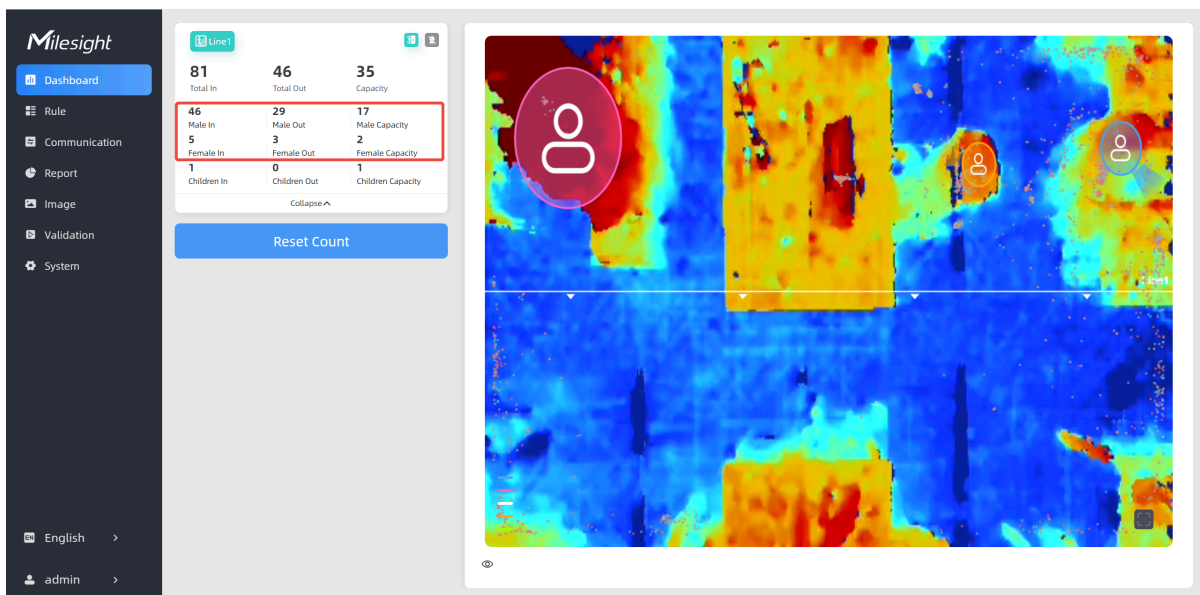 Milesight
Dashboard
Rule
Communication
Report
Image
Validation
System
EN English
admin
Line1
81 46 35
Total In Total Out Capacity
46 29 17
Male In Male Out Male Capacity
5 3 2
Female In Female Out Female Capacity
1 0 1
Children In Children Out Children Capacity
Collapse
Reset Count
Line1